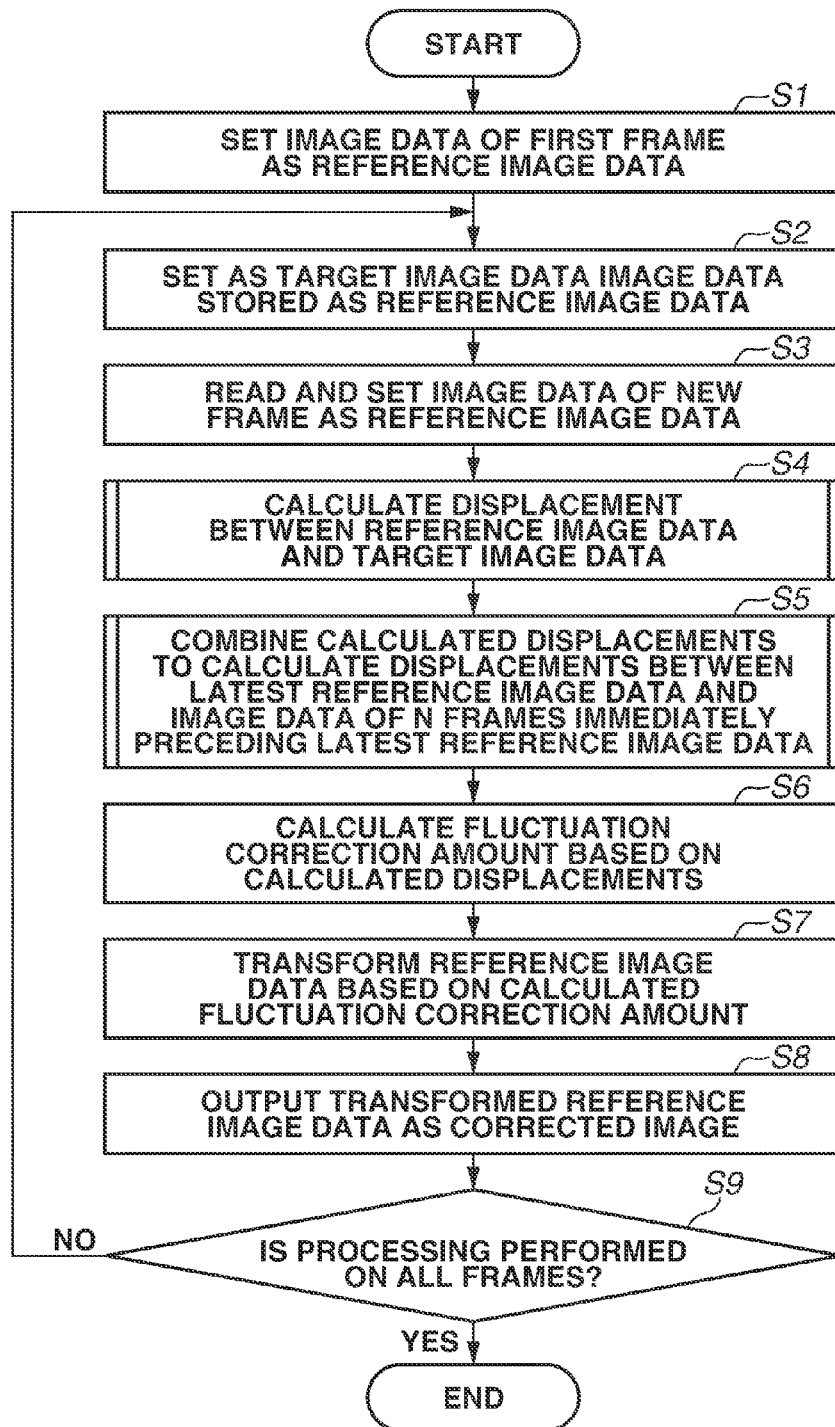 START
S1
SET IMAGE DATA OF FIRST FRAME
AS REFERENCE IMAGE DATA
S2
SET AS TARGET IMAGE DATA IMAGE DATA
STORED AS REFERENCE IMAGE DATA
S3
READ AND SET IMAGE DATA OF NEW
FRAME AS REFERENCE IMAGE DATA
S4
CALCULATE DISPLACEMENT
BETWEEN REFERENCE IMAGE DATA
AND TARGET IMAGE DATA
S5
COMBINE CALCULATED DISPLACEMENTS
TO CALCULATE DISPLACEMENTS BETWEEN
LATEST REFERENCE IMAGE DATA AND
IMAGE DATA OF N FRAMES IMMEDIATELY
PRECEDING LATEST REFERENCE IMAGE DATA
S6
CALCULATE FLUCTUATION
CORRECTION AMOUNT BASED ON
CALCULATED DISPLACEMENTS
S7
TRANSFORM REFERENCE IMAGE
DATA BASED ON CALCULATED
FLUCTUATION CORRECTION AMOUNT
S8
OUTPUT TRANSFORMED REFERENCE
IMAGE DATA AS CORRECTED IMAGE
S9
NO
IS PROCESSING PERFORMED
ON ALL FRAMES?
YES
END